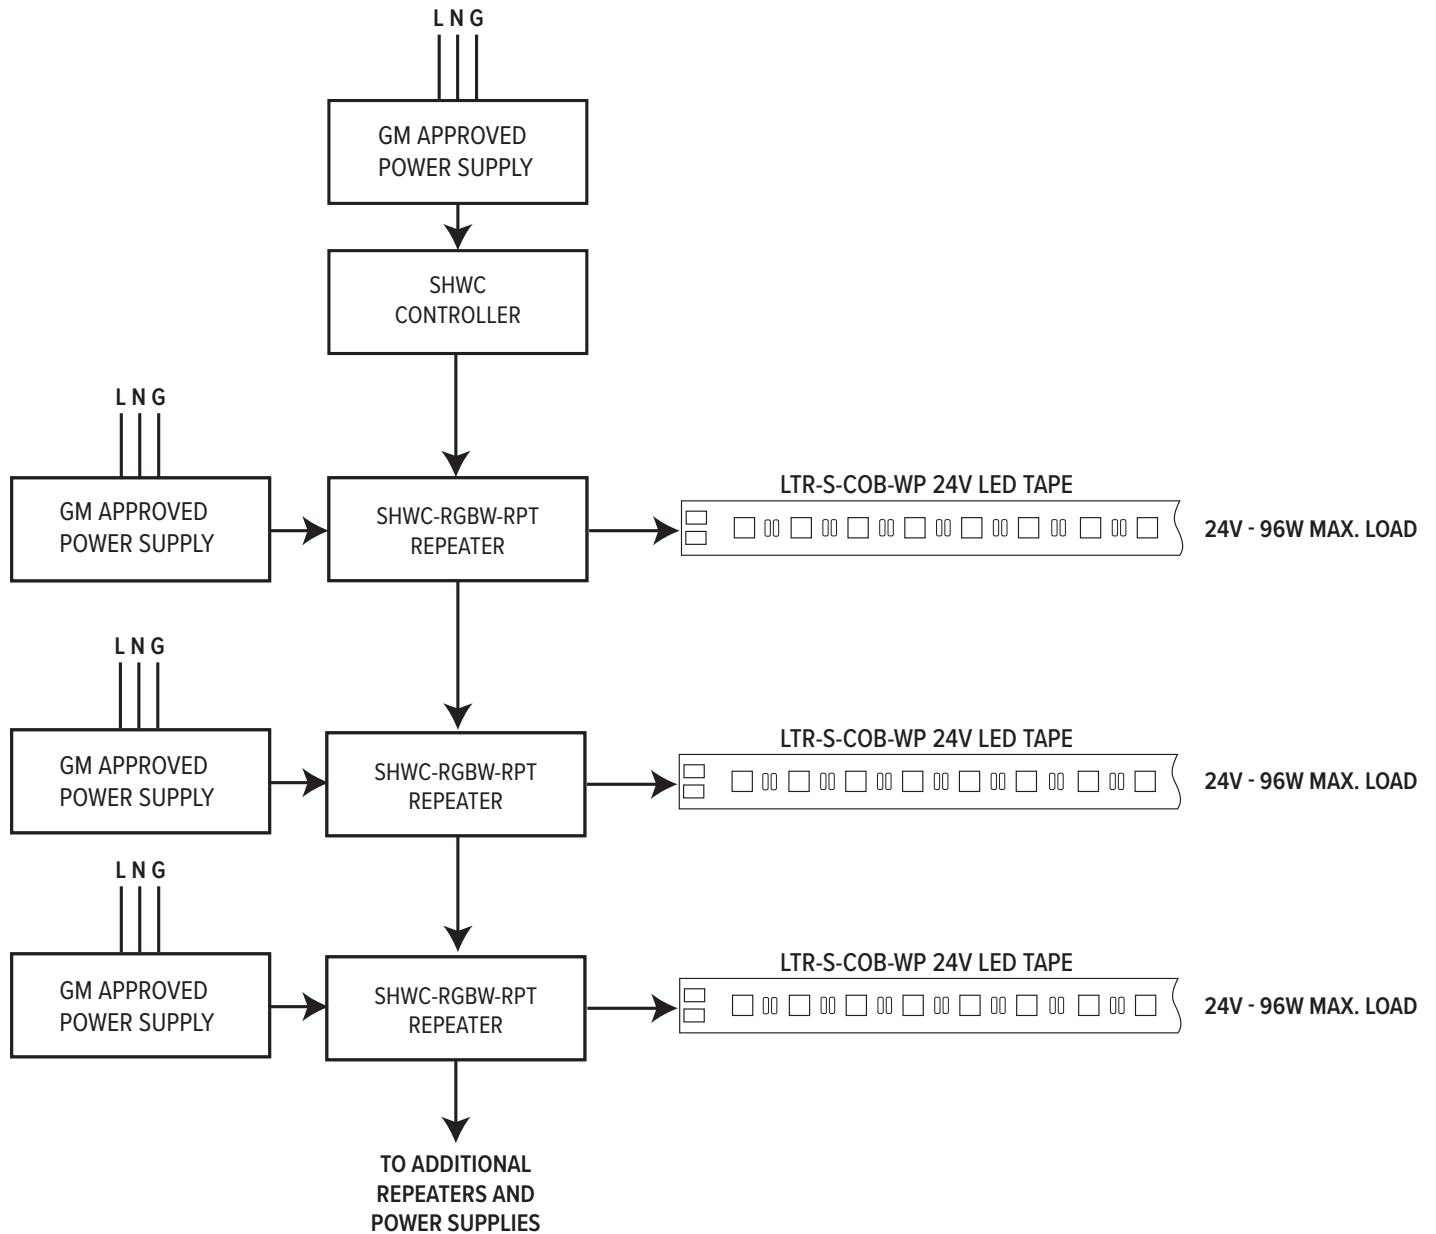 L N G
GM APPROVED
POWER SUPPLY
SHWC
CONTROLLER
L N G
GM APPROVED
POWER SUPPLY
SHWC-RGBW-RPT
REPEATER
LTR-S-COB-WP 24V LED TAPE
24V - 96W MAX. LOAD
L N G
GM APPROVED
POWER SUPPLY
SHWC-RGBW-RPT
REPEATER
LTR-S-COB-WP 24V LED TAPE
24V - 96W MAX. LOAD
L N G
GM APPROVED
POWER SUPPLY
SHWC-RGBW-RPT
REPEATER
LTR-S-COB-WP 24V LED TAPE
24V - 96W MAX. LOAD
TO ADDITIONAL
REPEATERS AND
POWER SUPPLIES